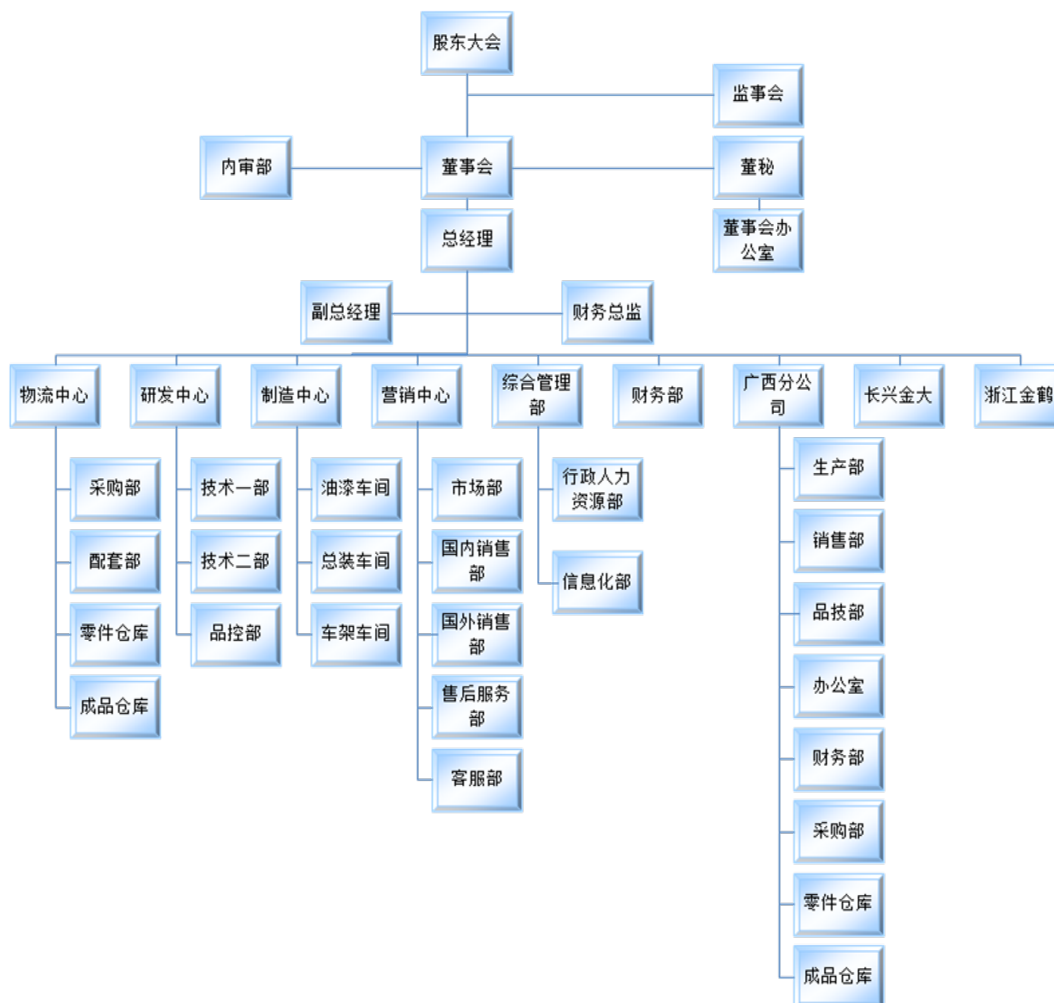 股东大会
监事会
内审部
董事会
董秘
总经理
董事会办
公室
副总经理
财务总监
物流中心
研发中心
制造中心
营销中心
综合管理
部
财务部
广西分公
司
长兴金大
浙江金鹤
采购部
配套部
零件仓库
成品仓库
技术一部
技术二部
品控部
油漆车间
总装车间
车架车间
市场部
国内销售
部
国外销售
部
售后服务
部
客服部
行政人力
资源部
信息化部
生产部
销售部
品技部
办公室
财务部
采购部
零件仓库
成品仓库